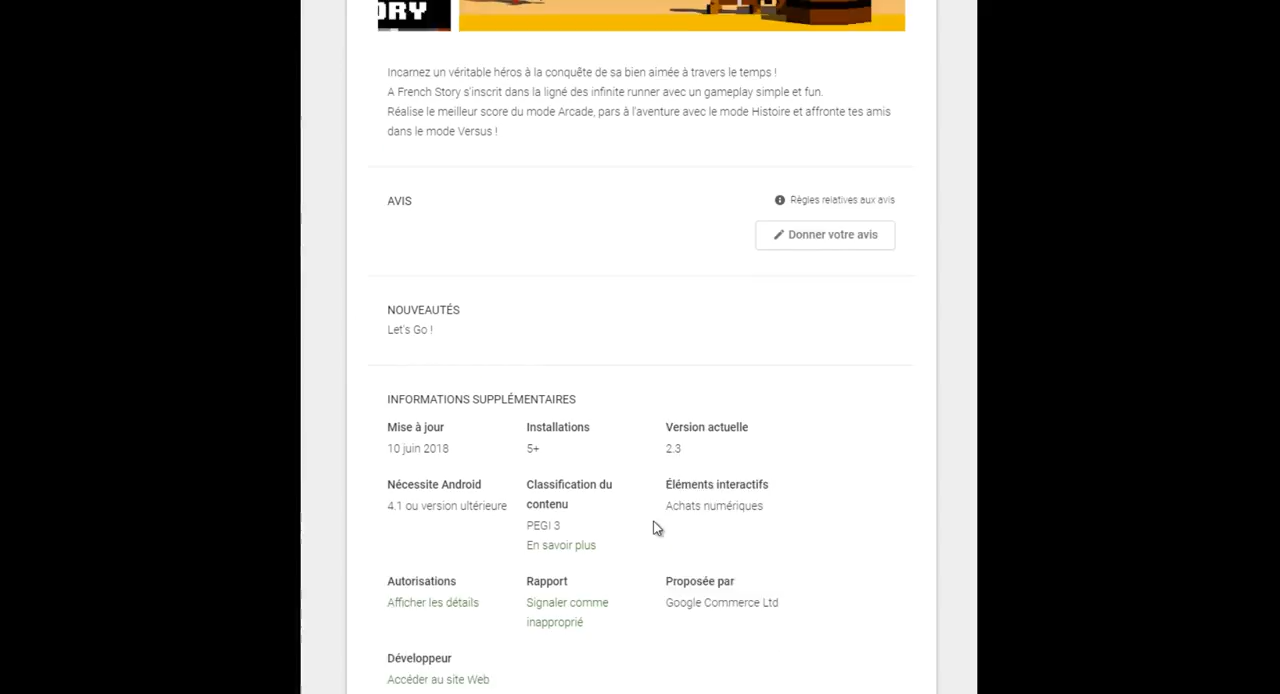 ORY
Incarnez un véritable héros à la conquête de sa bien aimée à travers le temps !
A French Story s'inscrit dans la ligné des infinite runner avec un gameplay simple et fun.
Réalise le meilleur score du mode Arcade, pars à l'aventure avec le mode Histoire et affronte tes amis
dans le mode Versus !
AVIS
Règles relatives aux avis
Donner votre avis
NOUVEAUTÉS
Let's Go !
INFORMATIONS SUPPLÉMENTAIRES
Mise à jour
10 juin 2018
Installations
5+
Version actuelle
2.3
Nécessite Android
4.1 ou version ultérieure
Classification du
contenu
PEGI 3
En savoir plus
Éléments interactifs
Achats numériques
Autorisations
Afficher les détails
Rapport
Signaler comme
inapproprié
Proposée par
Google Commerce Ltd
Développeur
Accéder au site Web